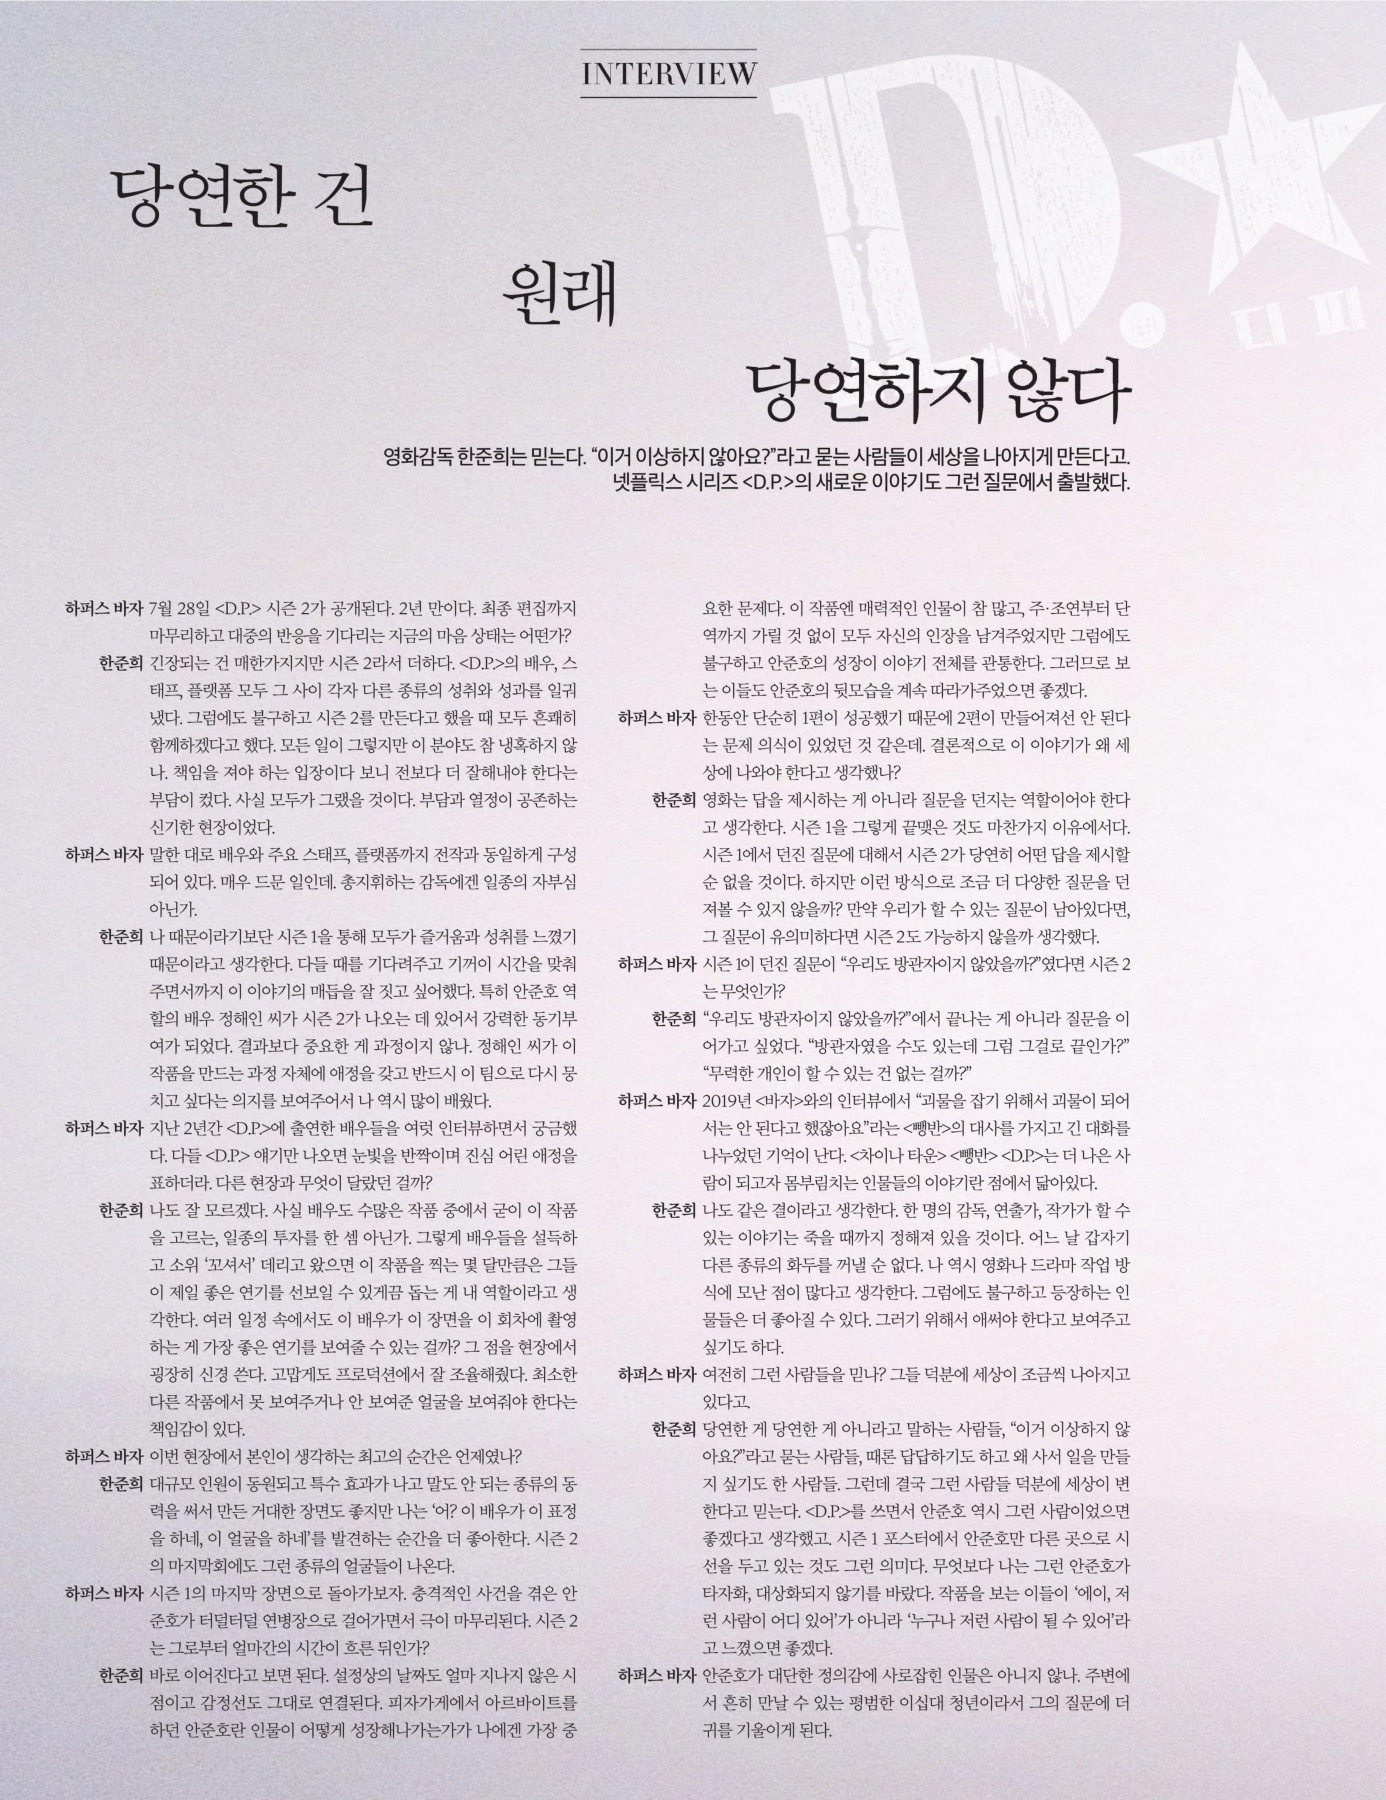 INTERVIEW
D.
디피
당연한 건
원래
당연하지 않다
영화감독 한준희는 믿는다. “이거 이상하지 않아요?”라고 묻는 사람들이 세상을 나아지게 만든다고.
넷플릭스 시리즈 <D.P.>의 새로운 이야기도 그런 질문에서 출발했다.
하퍼스 바자 7월 28일 <D.P.> 시즌 2가 공개된다. 2년 만이다. 최종 편집까지
마무리하고 대중의 반응을 기다리는 지금의 마음 상태는 어떤가?
한준희 긴장되는 건 매한가지지만 시즌 2라서 더하다. <D.P.>의 배우, 스
태프, 플랫폼 모두 그 사이 각자 다른 종류의 성취와 성과를 일궈
냈다. 그럼에도 불구하고 시즌 2를 만든다고 했을 때 모두 흔쾌히
함께하겠다고 했다. 모든 일이 그렇지만 이 분야도 참 냉혹하지 않
나. 책임을 져야 하는 입장이다 보니 전보다 더 잘해내야 한다는
부담이 컸다. 사실 모두가 그랬을 것이다. 부담과 열정이 공존하는
신기한 현장이었다.
하퍼스 바자 말한 대로 배우와 주요 스태프, 플랫폼까지 전작과 동일하게 구성
되어 있다. 매우 드문 일인데. 총지휘하는 감독에겐 일종의 자부심
아닌가.
한준희 나 때문이라기보단 시즌 1을 통해 모두가 즐거움과 성취를 느꼈기
때문이라고 생각한다. 다들 때를 기다려주고 기꺼이 시간을 맞춰
주면서까지 이 이야기의 매듭을 잘 짓고 싶어했다. 특히 안준호 역
할의 배우 정해인 씨가 시즌 2가 나오는 데 있어서 강력한 동기부
여가 되었다. 결과보다 중요한 게 과정이지 않나. 정해인 씨가 이
작품을 만드는 과정 자체에 애정을 갖고 반드시 이 팀으로 다시 뭉
치고 싶다는 의지를 보여주어서 나 역시 많이 배웠다.
하퍼스 바자 지난 2년간 <D.P.>에 출연한 배우들을 여럿 인터뷰하면서 궁금했
다. 다들 <D.P.> 얘기만 나오면 눈빛을 반짝이며 진심 어린 애정을
표하더라. 다른 현장과 무엇이 달랐던 걸까?
한준희 나도 잘 모르겠다. 사실 배우도 수많은 작품 중에서 굳이 이 작품
을 고르는, 일종의 투자를 한 셈 아닌가. 그렇게 배우들을 설득하
고 소위 ‘꼬셔서’ 데리고 왔으면 이 작품을 찍는 몇 달만큼은 그들
이 제일 좋은 연기를 선보일 수 있게끔 돕는 게 내 역할이라고 생
각한다. 여러 일정 속에서도 이 배우가 이 장면을 이 회차에 촬영
하는 게 가장 좋은 연기를 보여줄 수 있는 걸까? 그 점을 현장에서
굉장히 신경 쓴다. 고맙게도 프로덕션에서 잘 조율해줬다. 최소한
다른 작품에서 못 보여주거나 안 보여준 얼굴을 보여줘야 한다는
책임감이 있다.
하퍼스 바자 이번 현장에서 본인이 생각하는 최고의 순간은 언제였나?
한준희 대규모 인원이 동원되고 특수 효과가 나고 말도 안 되는 종류의 동
력을 써서 만든 거대한 장면도 좋지만 나는 ‘어? 이 배우가 이 표정
을 하네, 이 얼굴을 하네’를 발견하는 순간을 더 좋아한다. 시즌 2
의 마지막회에도 그런 종류의 얼굴들이 나온다.
하퍼스 바자 시즌 1의 마지막 장면으로 돌아가보자. 충격적인 사건을 겪은 안
준호가 터덜터덜 연병장으로 걸어가면서 극이 마무리된다. 시즌 2
는 그로부터 얼마간의 시간이 흐른 뒤인가?
한준희 바로 이어진다고 보면 된다. 설정상의 날짜도 얼마 지나지 않은 시
점이고 감정선도 그대로 연결된다. 피자가게에서 아르바이트를
하던 안준호란 인물이 어떻게 성장해나가는가가 나에겐 가장 중
요한 문제다. 이 작품엔 매력적인 인물이 참 많고, 주·조연부터 단
역까지 가릴 것 없이 모두 자신의 인장을 남겨주었지만 그럼에도
불구하고 안준호의 성장이 이야기 전체를 관통한다. 그러므로 보
는 이들도 안준호의 뒷모습을 계속 따라가주었으면 좋겠다.
하퍼스 바자 한동안 단순히 1편이 성공했기 때문에 2편이 만들어져선 안 된다
는 문제 의식이 있었던 것 같은데. 결론적으로 이 이야기가 왜 세
상에 나와야 한다고 생각했나?
한준희 영화는 답을 제시하는 게 아니라 질문을 던지는 역할이어야 한다
고 생각한다. 시즌 1을 그렇게 끝맺은 것도 마찬가지 이유에서다.
시즌 1에서 던진 질문에 대해서 시즌 2가 당연히 어떤 답을 제시할
순 없을 것이다. 하지만 이런 방식으로 조금 더 다양한 질문을 던
져볼 수 있지 않을까? 만약 우리가 할 수 있는 질문이 남아있다면,
그 질문이 유의미하다면 시즌 2도 가능하지 않을까 생각했다.
하퍼스 바자 시즌 1이 던진 질문이 “우리도 방관자이지 않았을까?”였다면 시즌 2
는 무엇인가?
한준희 “우리도 방관자이지 않았을까?”에서 끝나는 게 아니라 질문을 이
어가고 싶었다. “방관자였을 수도 있는데 그럼 그걸로 끝인가?”
“무력한 개인이 할 수 있는 건 없는 걸까?”
하퍼스 바자 2019년 <바자>와의 인터뷰에서 “괴물을 잡기 위해서 괴물이 되어
서는 안 된다고 했잖아요”라는 <뺑반>의 대사를 가지고 긴 대화를
나누었던 기억이 난다. <차이나 타운> <뺑반> <D.P.>는 더 나은 사
람이 되고자 몸부림치는 인물들의 이야기란 점에서 닮아있다.
한준희 나도 같은 결이라고 생각한다. 한 명의 감독, 연출가, 작가가 할 수
있는 이야기는 죽을 때까지 정해져 있을 것이다. 어느 날 갑자기
다른 종류의 화두를 꺼낼 순 없다. 나 역시 영화나 드라마 작업 방
식에 모난 점이 많다고 생각한다. 그럼에도 불구하고 등장하는 인
물들은 더 좋아질 수 있다. 그러기 위해서 애써야 한다고 보여주고
싶기도 하다.
하퍼스 바자 여전히 그런 사람들을 믿나? 그들 덕분에 세상이 조금씩 나아지고
있다고.
한준희 당연한 게 당연한 게 아니라고 말하는 사람들, “이거 이상하지 않
아요?”라고 묻는 사람들, 때론 답답하기도 하고 왜 사서 일을 만들
지 싶기도 한 사람들. 그런데 결국 그런 사람들 덕분에 세상이 변
한다고 믿는다. <D.P.>를 쓰면서 안준호 역시 그런 사람이었으면
좋겠다고 생각했고. 시즌 1 포스터에서 안준호만 다른 곳으로 시
선을 두고 있는 것도 그런 의미다. 무엇보다 나는 그런 안준호가
타자화, 대상화되지 않기를 바랐다. 작품을 보는 이들이 ‘에이, 저
런 사람이 어디 있어’가 아니라 ‘누구나 저런 사람이 될 수 있어’라
고 느꼈으면 좋겠다.
하퍼스 바자 안준호가 대단한 정의감에 사로잡힌 인물은 아니지 않나. 주변에
서 흔히 만날 수 있는 평범한 이십대 청년이라서 그의 질문에 더
귀를 기울이게 된다.